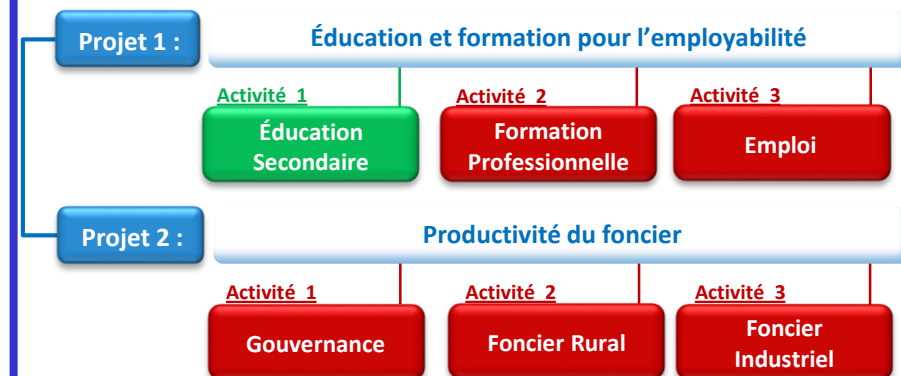 Projet 1 :
Éducation et formation pour l’employabilité
Activité 1
Activité 2
Activité 3
Éducation
Secondaire
Formation
Professionnelle
Emploi
Projet 2 :
Productivité du foncier
Activité 1
Activité 2
Activité 3
Gouvernance
Foncier Rural
Foncier
Industriel